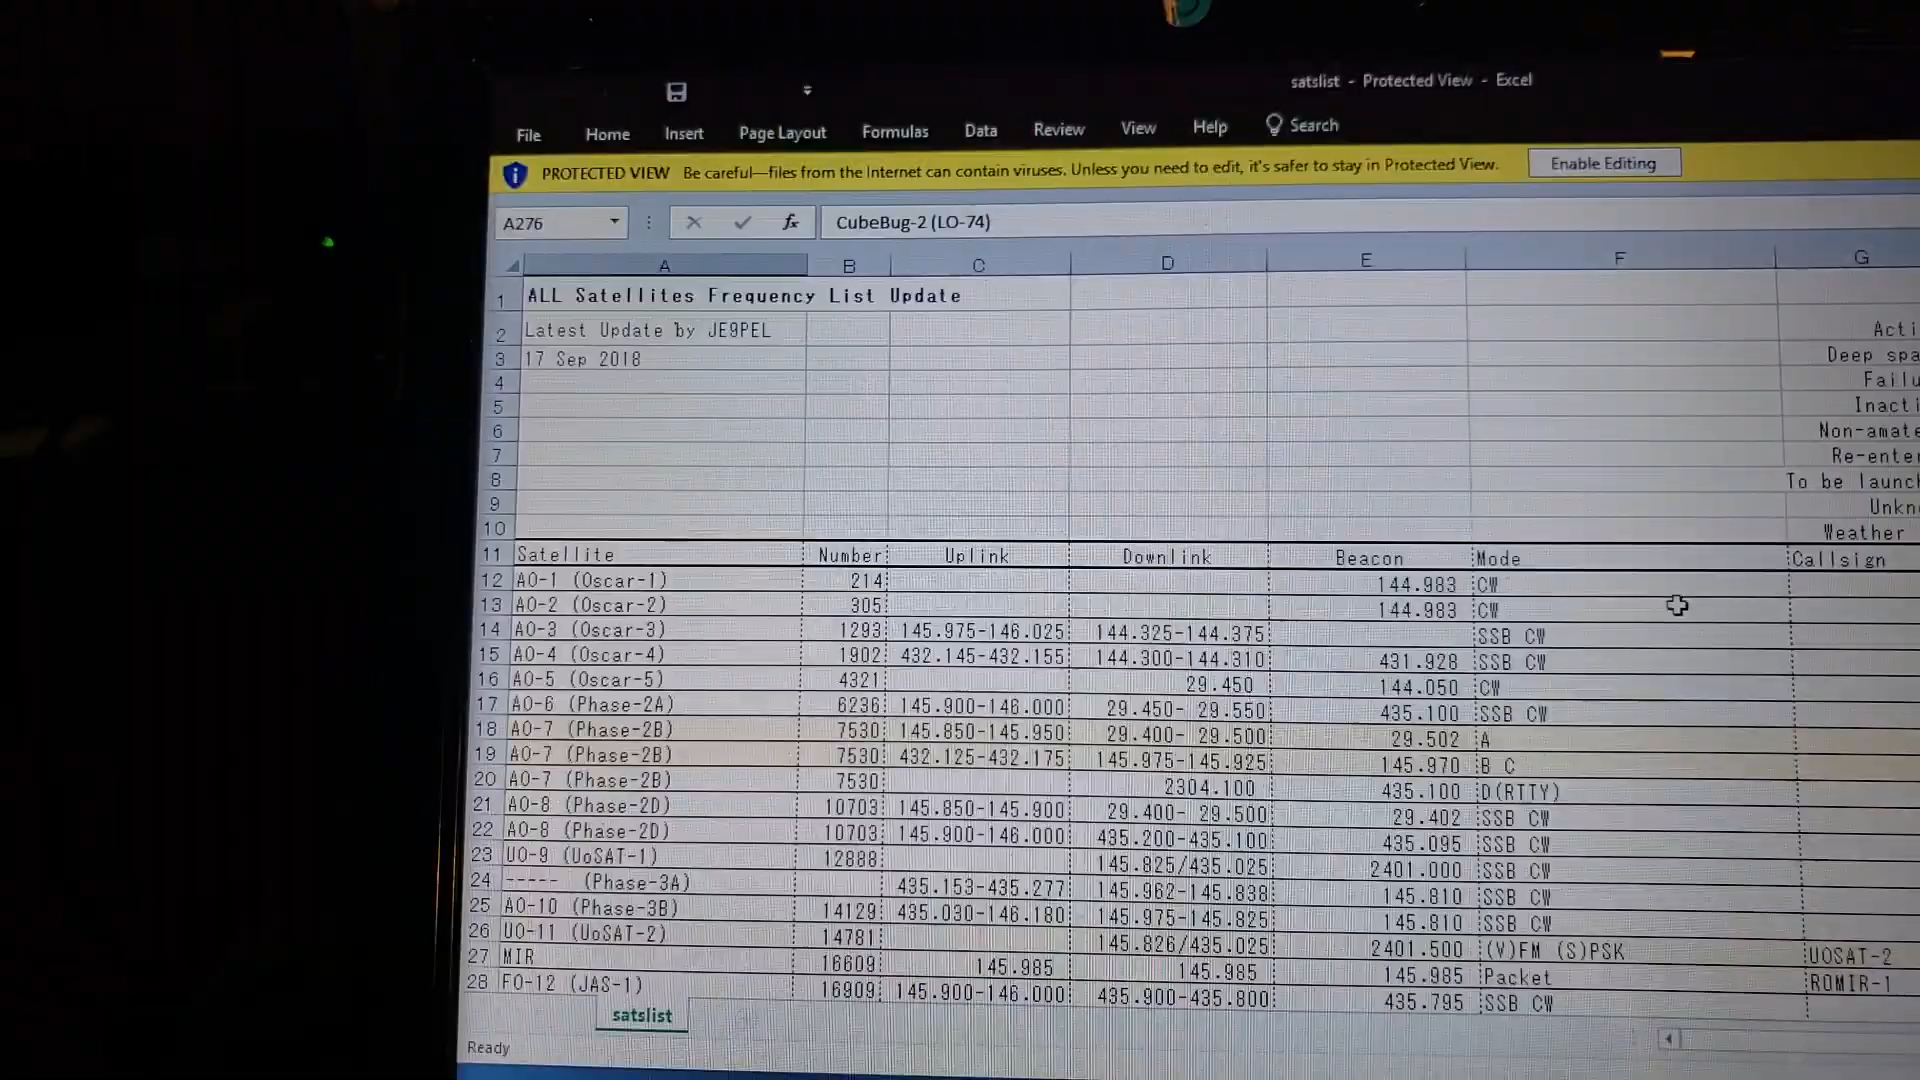 satslist - Protected View - Excel
File Home Insert Page Layout Formulas Data Review View Help Search
PROTECTED VIEW Be careful—files from the Internet can contain viruses. Unless you need to edit, it's safer to stay in Protected View. Enable Editing
A276 fx CubeBug-2 (LO-74)
A B C D E F G
1 ALL Satellites Frequency List Update
2 Latest Update by JE9PEL Acti
3 17 Sep 2018 Deep spa
4 Failu
5 Inacti
6 Non-amate
7 Re-enter
8 To be launch
9 Unkn
10 Weather
11 Satellite Number Uplink Downlink Beacon Mode Callsign
12 AO-1 (Oscar-1) 214 144.983 CW
13 AO-2 (Oscar-2) 305 144.983 CW
14 AO-3 (Oscar-3) 1293 145.975-146.025 144.325-144.375 SSB CW
15 AO-4 (Oscar-4) 1902 432.145-432.155 144.300-144.310 431.928 SSB CW
16 AO-5 (Oscar-5) 4321 29.450 144.050 CW
17 AO-6 (Phase-2A) 6236 145.900-146.000 29.450- 29.550 435.100 SSB CW
18 AO-7 (Phase-2B) 7530 145.850-145.950 29.400- 29.500 29.502 A
19 AO-7 (Phase-2B) 7530 432.125-432.175 145.975-145.925 145.970 B C
20 AO-7 (Phase-2B) 7530 2304.100 435.100 D(RTTY)
21 AO-8 (Phase-2D) 10703 145.850-145.900 29.400- 29.500 29.402 SSB CW
22 AO-8 (Phase-2D) 10703 145.900-146.000 435.200-435.100 435.095 SSB CW
23 UO-9 (UoSAT-1) 12888 145.825/435.025 2401.000 SSB CW
24 ----- (Phase-3A) 435.153-435.277 145.962-145.838 145.810 SSB CW
25 AO-10 (Phase-3B) 14129 435.030-146.180 145.975-145.825 145.810 SSB CW
26 UO-11 (UoSAT-2) 14781 145.826/435.025 2401.500 (V)FM (S)PSK UOSAT-2
27 MIR 16609 145.985 145.985 145.985 Packet ROMIR-1
28 FO-12 (JAS-1) 16909 145.900-146.000 435.900-435.800 435.795 SSB CW
satslist
Ready